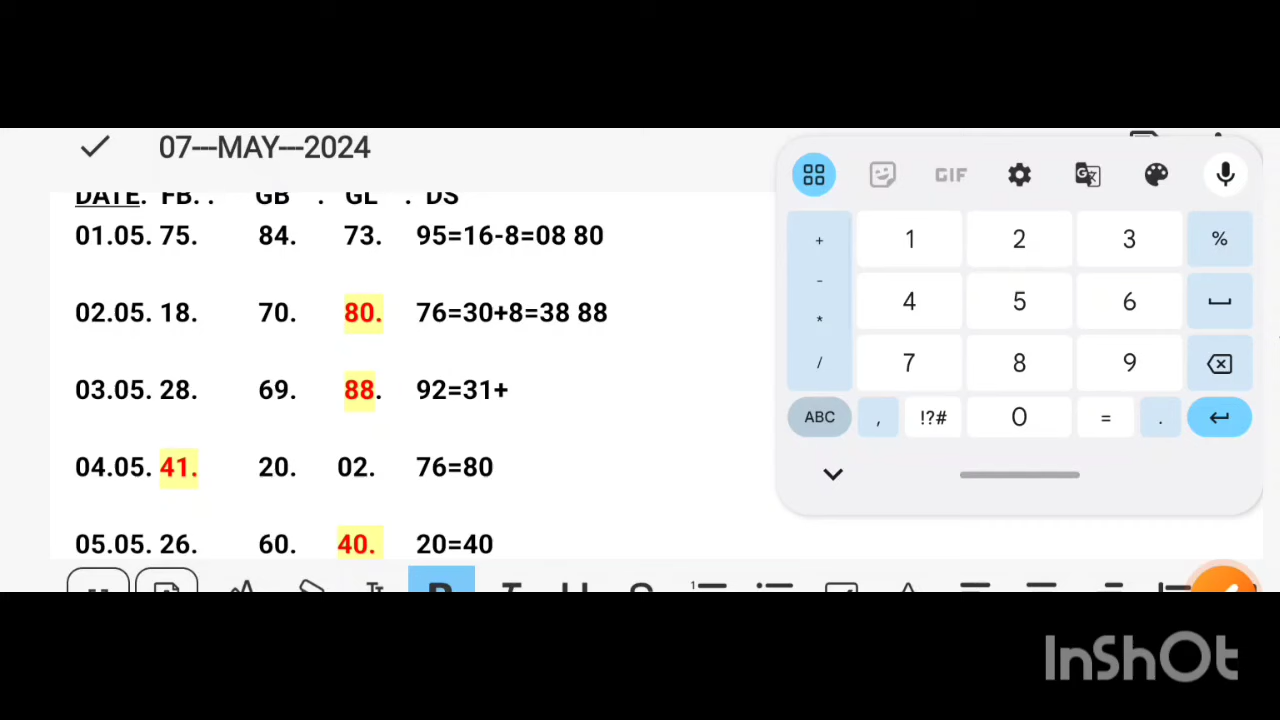 07---MAY---2024
DATE. FB. . GB . GL . DS
01.05. 75. 84. 73. 95=16-8=08 80
02.05. 18. 70. 80. 76=30+8=38 88
03.05. 28. 69. 88. 92=31+
04.05. 41. 20. 02. 76=80
05.05. 26. 60. 40. 20=40
GIF
+ 1 2 3 %
- 4 5 6
*
/ 7 8 9
ABC , !?# 0 = .
InShOt